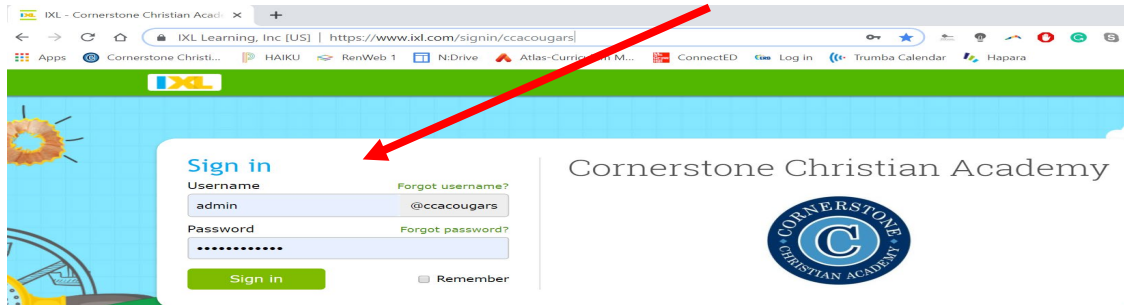 IXL - Cornerstone Christian Acad
IXL Learning, Inc [US] | https://www.ixl.com/signin/ccacougars
Apps Cornerstone Christi... HAIKU RenWeb 1 N:Drive Atlas-Curriculum M... ConnectED Log in Trumba Calendar Hapara
IXL
Sign in
Username Forgot username?
admin @ccacougars
Password Forgot password?
Sign in Remember
Cornerstone Christian Academy
CORNERSTONE
C
CHRISTIAN ACADEMY